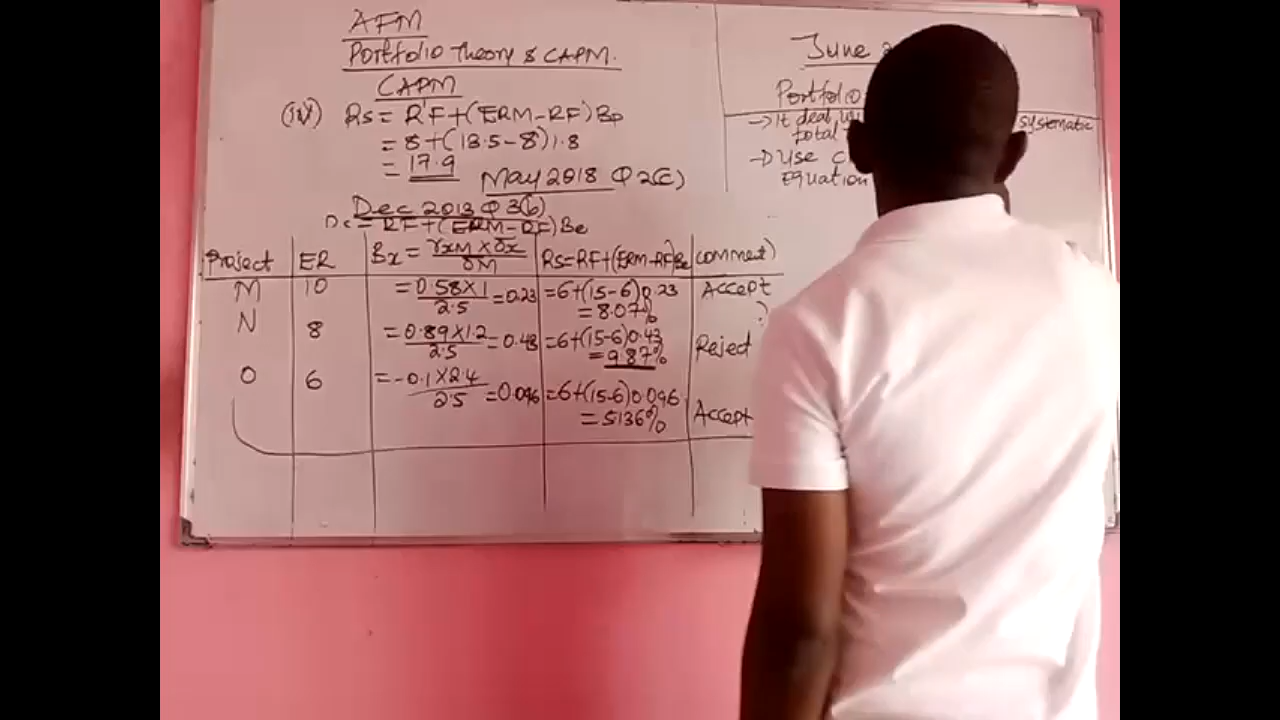 AFM
Portfolio Theory & CAPM.
CAPM
(iv) Rs = RF + (ERM - RF) Bp
= 8 + (13.5 - 8) 1.8
= 17.9
May 2018 Q 2(c)
Dec 2013 Q 3(b)
= RF + (ERM - RF) Be
Project ER Bx = rxM x δx / δM Rs = RF + (ERM - RF) Be comment
M 10 = 0.58 x 1 / 2.5 = 0.23 = 6 + (15 - 6) 0.23 Accept
= 8.07%
N 8 = 0.89 x 1.2 / 2.5 = 0.43 = 6 + (15 - 6) 0.43 Reject
= 9.87%
O 6 = -0.1 x 2.4 / 2.5 = 0.096 = 6 + (15 - 6) 0.096 Accept
= 5.136%
June
Portfolio
→ It
total
systematic
→ Use
Equation